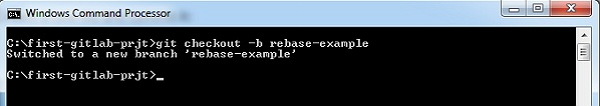 Windows Command Processor
C:\first-gitlab-prjt>git checkout -b rebase-example
Switched to a new branch 'rebase-example'
C:\first-gitlab-prjt>_